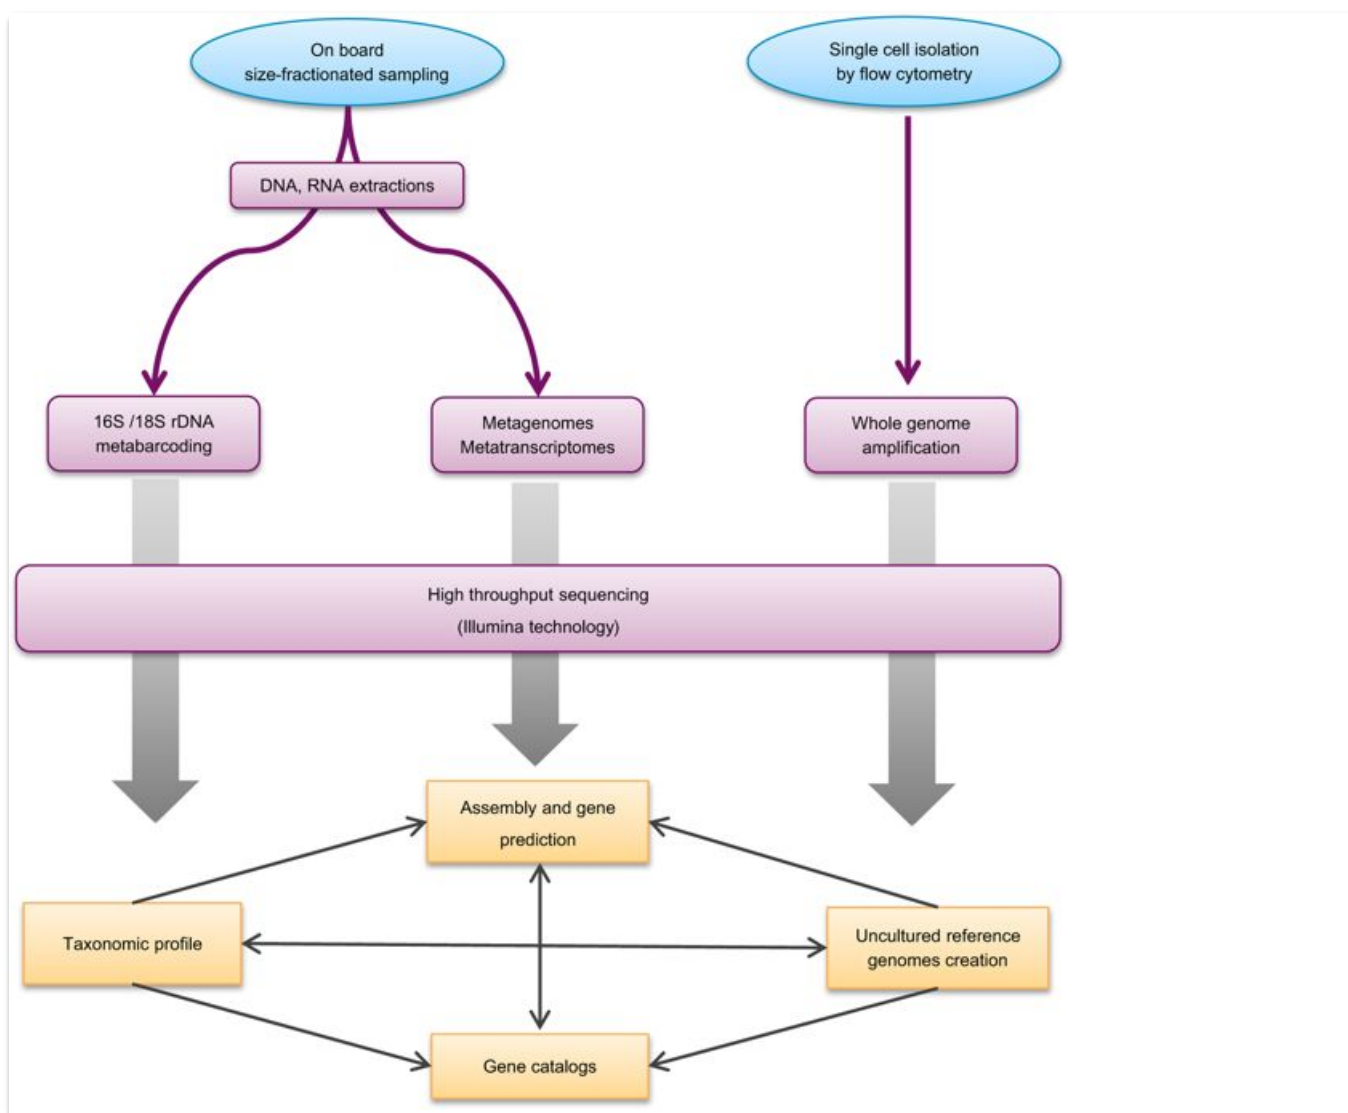 On board
size-fractionated sampling
Single cell isolation
by flow cytometry
DNA, RNA extractions
16S /18S rDNA
metabarcoding
Metagenomes
Metatranscriptomes
Whole genome
amplification
High throughput sequencing
(Illumina technology)
Assembly and gene
prediction
Taxonomic profile
Uncultured reference
genomes creation
Gene catalogs